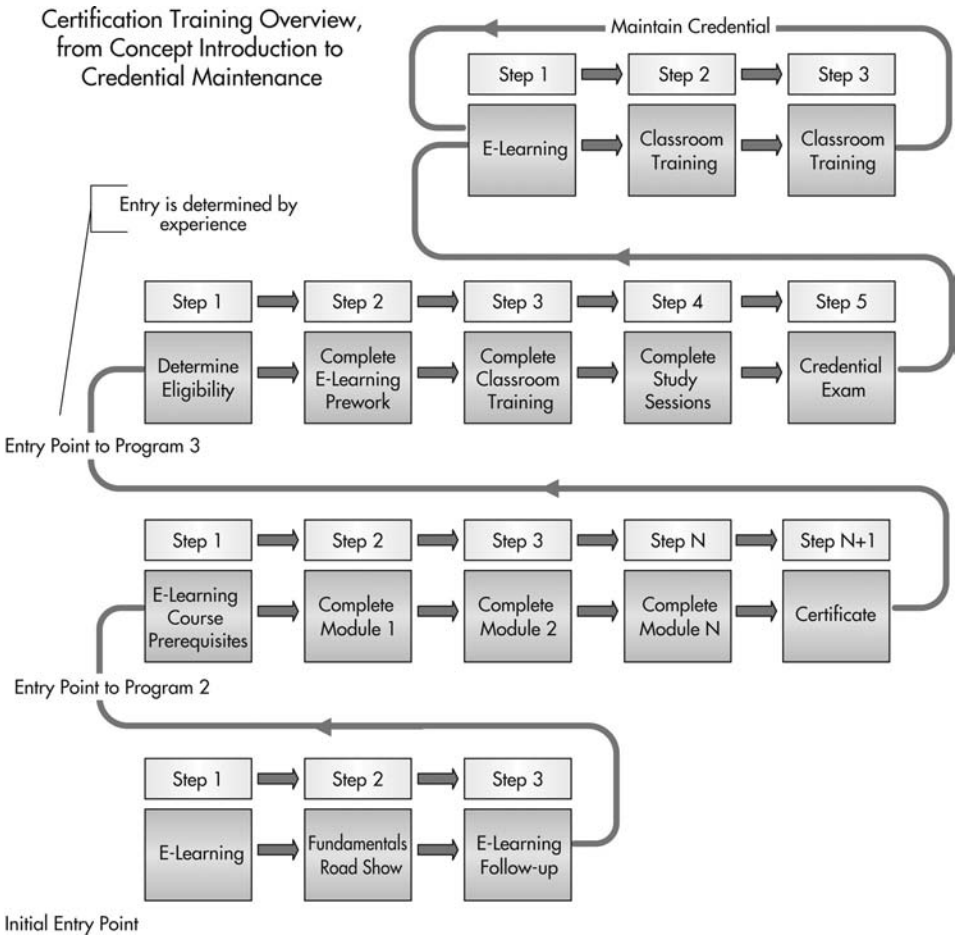 Certification Training Overview,
from Concept Introduction to
Credential Maintenance
Maintain Credential
Step 1
Step 2
Step 3
E-Learning
Classroom
Training
Classroom
Training
Entry is determined by
experience
Step 1
Step 2
Step 3
Step 4
Step 5
Determine
Eligibility
Complete
E-Learning
Prework
Complete
Classroom
Training
Complete
Study
Sessions
Credential
Exam
Entry Point to Program 3
Step 1
Step 2
Step 3
Step N
Step N+1
E-Learning
Course
Prerequisites
Complete
Module 1
Complete
Module 2
Complete
Module N
Certificate
Entry Point to Program 2
Step 1
Step 2
Step 3
E-Learning
Fundamentals
Road Show
E-Learning
Follow-up
Initial Entry Point